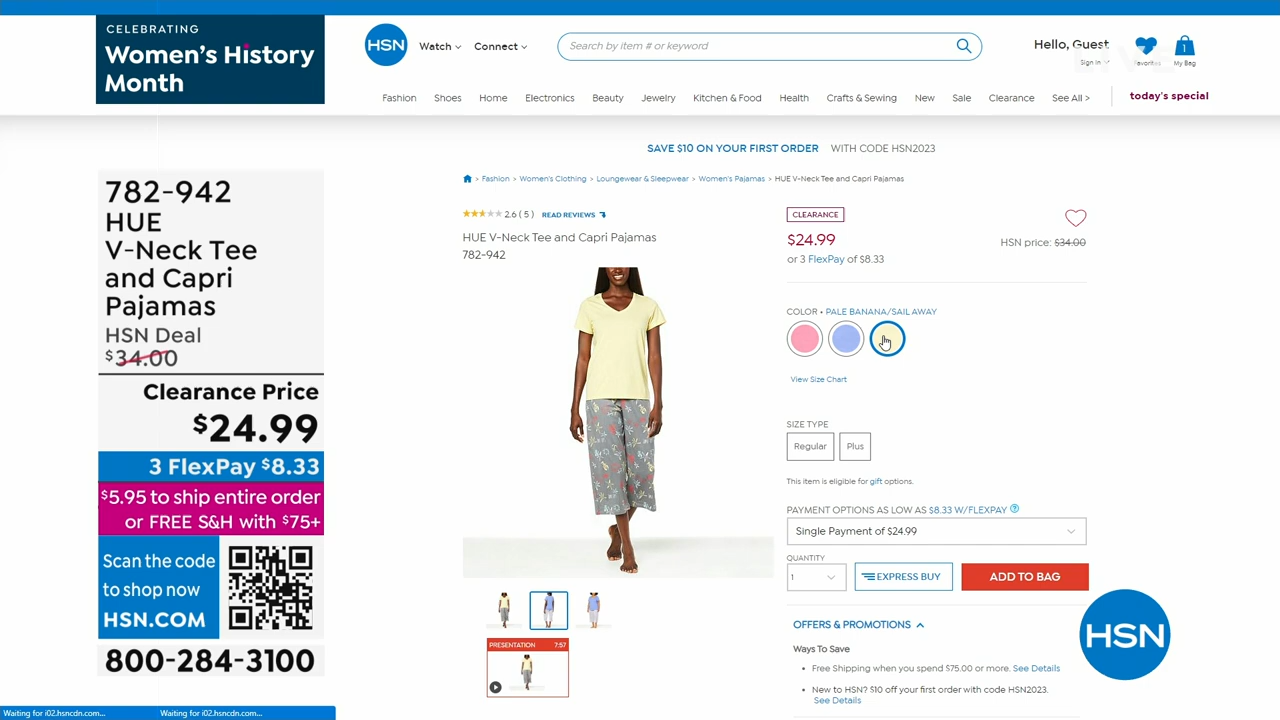 CELEBRATING
Women's History
Month
HSN
Watch
Connect
Search by item # or keyword
Hello, Guest
Sign In
Favorites
1
My Bag
Fashion
Shoes
Home
Electronics
Beauty
Jewelry
Kitchen & Food
Health
Crafts & Sewing
New
Sale
Clearance
See All >
today's special
SAVE $10 ON YOUR FIRST ORDER WITH CODE HSN2023
Fashion > Women's Clothing > Loungewear & Sleepwear > Women's Pajamas > HUE V-Neck Tee and Capri Pajamas
782-942
HUE
V-Neck Tee
and Capri
Pajamas
HSN Deal
$34.00
Clearance Price
$24.99
3 FlexPay $8.33
$5.95 to ship entire order
or FREE S&H with $75+
Scan the code
to shop now
HSN.COM
800-284-3100
2.6 ( 5 ) READ REVIEWS
HUE V-Neck Tee and Capri Pajamas
782-942
PRESENTATION 7:57
CLEARANCE
$24.99
HSN price: $34.00
or 3 FlexPay of $8.33
COLOR • PALE BANANA/SAIL AWAY
View Size Chart
SIZE TYPE
Regular
Plus
This item is eligible for gift options.
PAYMENT OPTIONS AS LOW AS $8.33 W/FLEXPAY ?
Single Payment of $24.99
QUANTITY
1
EXPRESS BUY
ADD TO BAG
OFFERS & PROMOTIONS
Ways To Save
• Free Shipping when you spend $75.00 or more. See Details
• New to HSN? $10 off your first order with code HSN2023.
See Details
HSN
Waiting for i02.hsncdn.com...
Waiting for i02.hsncdn.com...